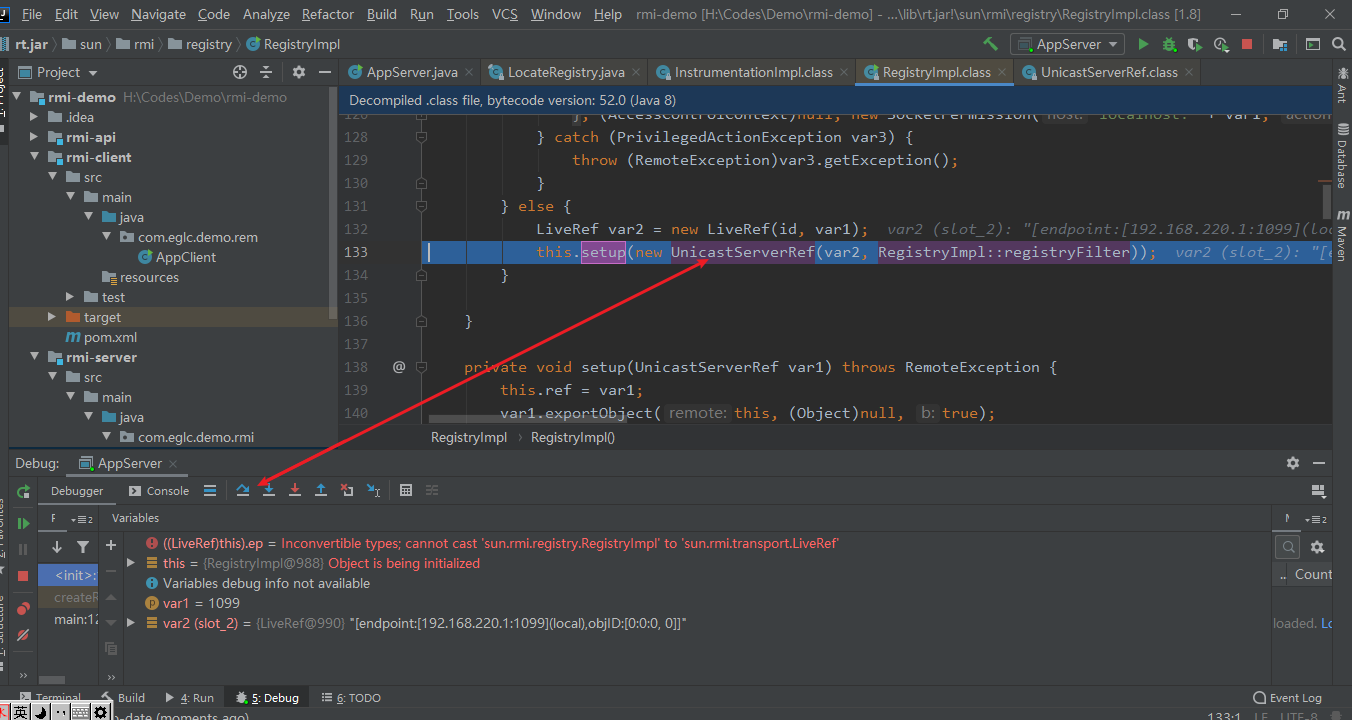 File Edit View Navigate Code Analyze Refactor Build Run Tools VCS Window Help rmi-demo [H:\Codes\Demo\rmi-demo] - ...\lib\rt.jar!\sun\rmi\registry\RegistryImpl.class [1.8]
rt.jar sun rmi registry RegistryImpl AppServer
Project AppServer.java LocateRegistry.java InstrumentationImpl.class RegistryImpl.class UnicastServerRef.class
Ant
Database
Maven
rmi-demo H:\Codes\Demo\rmi-demo
.idea
rmi-api
rmi-client
src
main
java
com.eglc.demo.rem
AppClient
resources
test
target
pom.xml
rmi-server
src
main
java
com.eglc.demo.rmi
Decompiled .class file, bytecode version: 52.0 (Java 8)
128 } catch (PrivilegedActionException var3) {
129 throw (RemoteException)var3.getException();
130 }
131 } else {
132 LiveRef var2 = new LiveRef(id, var1); var2 (slot_2): "[endpoint:[192.168.220.1:1099](loc
133 this.setup(new UnicastServerRef(var2, RegistryImpl::registryFilter)); var2 (slot_2): "[e
134 }
135
136 }
137
138 @ private void setup(UnicastServerRef var1) throws RemoteException {
139 this.ref = var1;
140 var1.exportObject( remote: this, (Object)null, b: true);
RegistryImpl › RegistryImpl()
Debug: AppServer
Debugger Console
F 2 Variables 2
((LiveRef)this).ep = Inconvertible types; cannot cast 'sun.rmi.registry.RegistryImpl' to 'sun.rmi.transport.LiveRef'
this = {RegistryImpl@988} Object is being initialized
<init>:
Variables debug info not available
.. Count
createR
var1 = 1099
main:12
var2 (slot_2) = {LiveRef@990} "[endpoint:[192.168.220.1:1099](local),objID:[0:0:0, 0]]"
loaded. Lo
Terminal Build 4: Run 5: Debug 6: TODO Event Log
英
(moments ago) 133:1 LF UTF-8